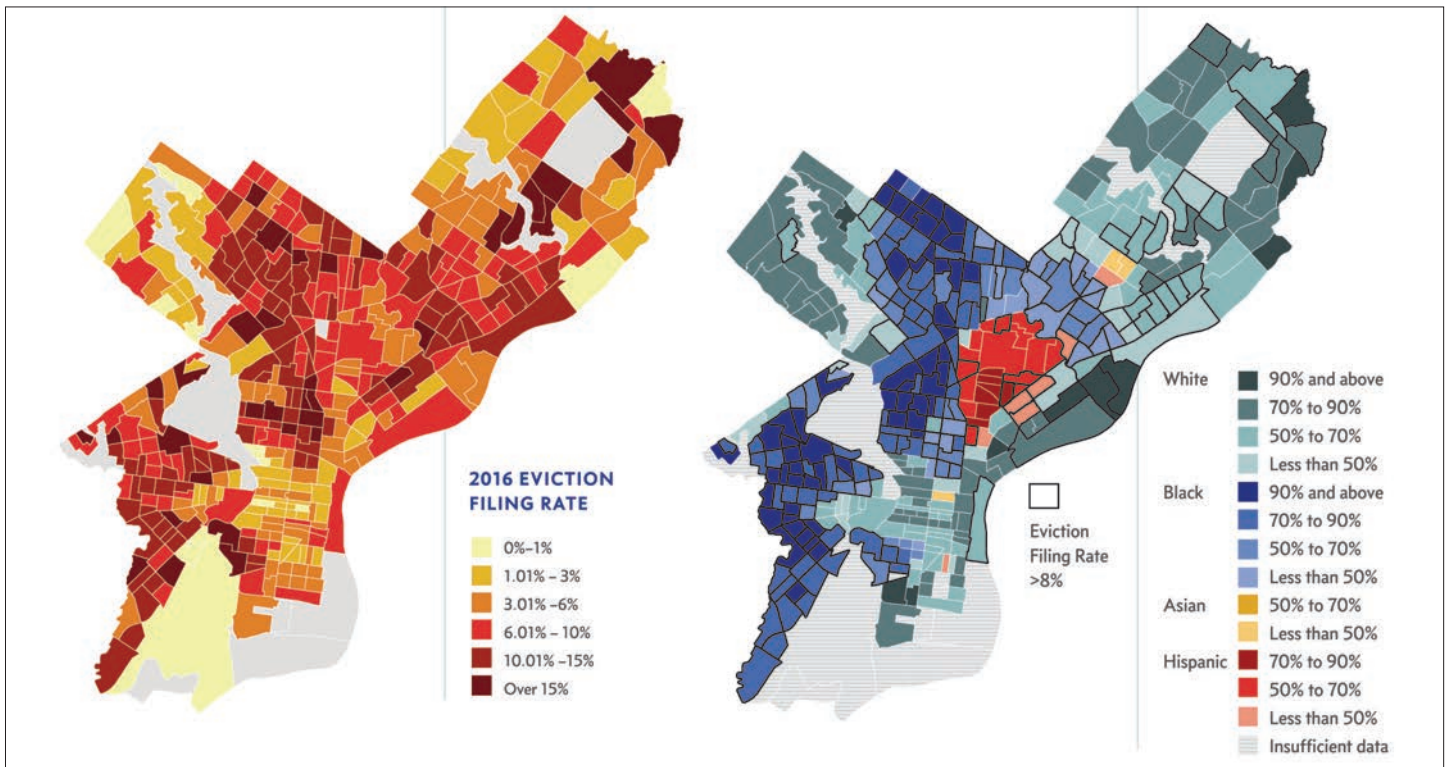 2016 EVICTION
FILING RATE
0%–1%
1.01% – 3%
3.01% –6%
6.01% – 10%
10.01% –15%
Over 15%
Eviction
Filing Rate
>8%
White
90% and above
70% to 90%
50% to 70%
Less than 50%
Black
90% and above
70% to 90%
50% to 70%
Less than 50%
Asian
50% to 70%
Less than 50%
Hispanic
70% to 90%
50% to 70%
Less than 50%
Insufficient data